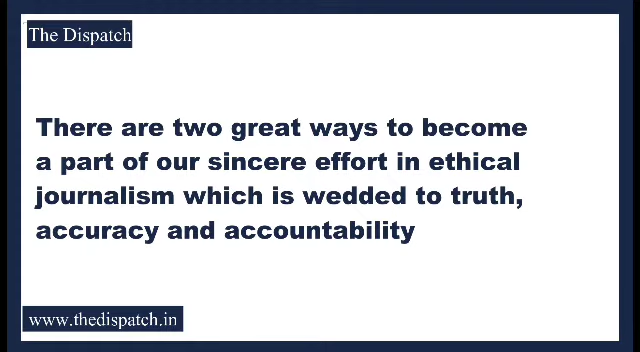 The Dispatch
There are two great ways to become
a part of our sincere effort in ethical
journalism which is wedded to truth,
accuracy and accountability
www.thedispatch.in